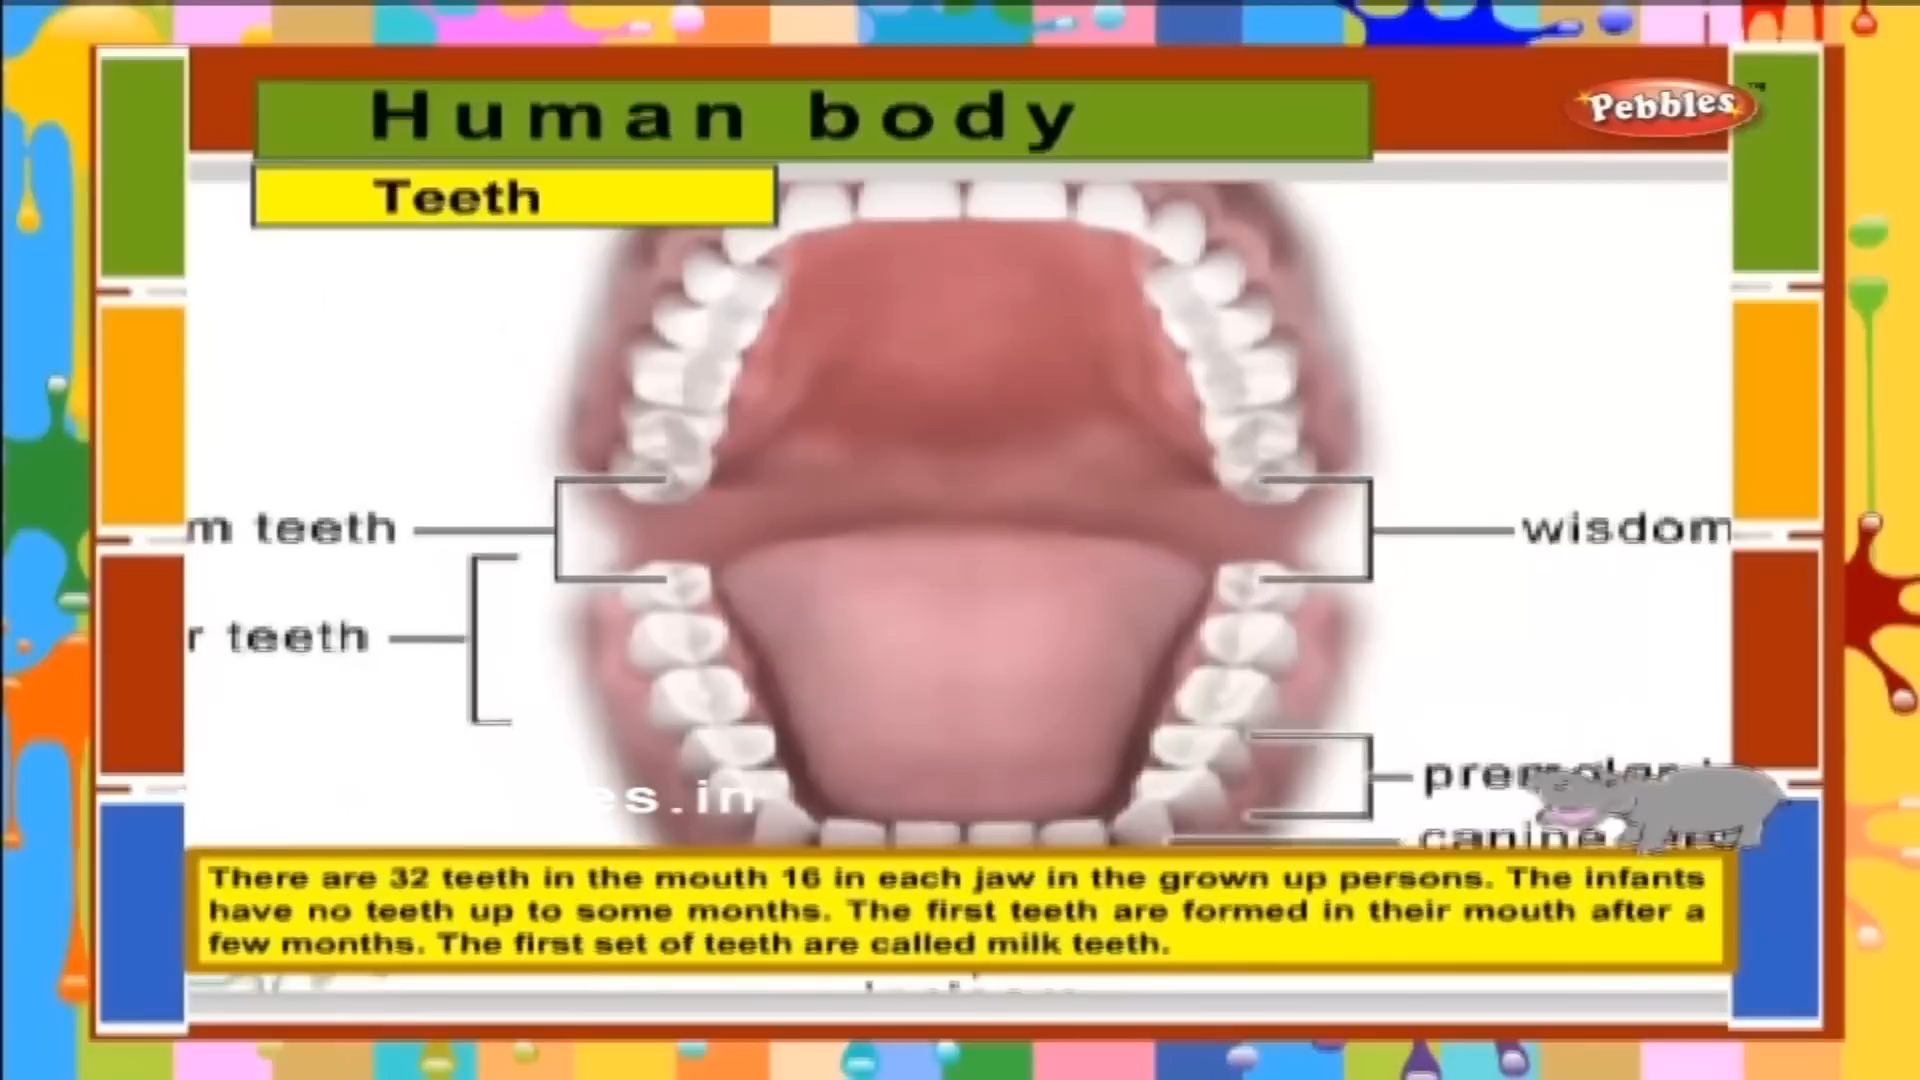 Human body
Pebbles
Teeth
teeth
wisdom
teeth
es.in
There are 32 teeth in the mouth 16 in each jaw in the grown up persons. The infants
have no teeth up to some months. The first teeth are formed in their mouth after a
few months. The first set of teeth are called milk teeth.